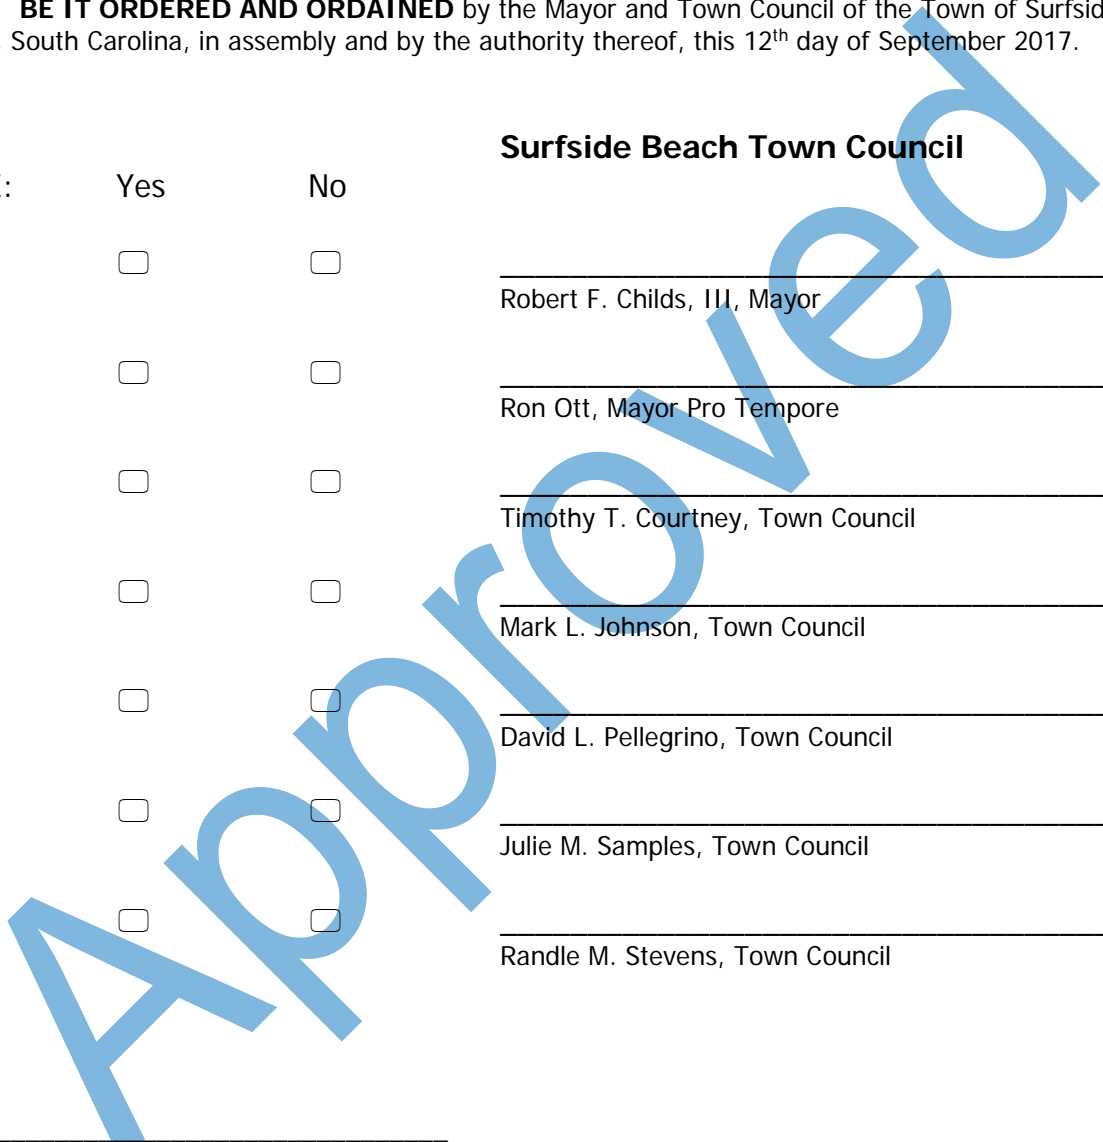 BE IT ORDERED AND ORDAINED by the Mayor and Town Council of the Town of Surfsid
South Carolina, in assembly and by the authority thereof, this 12th day of September 2017.
Surfside Beach Town Council
: Yes No
Robert F. Childs, III, Mayor
Ron Ott, Mayor Pro Tempore
Timothy T. Courtney, Town Council
Mark L. Johnson, Town Council
David L. Pellegrino, Town Council
Julie M. Samples, Town Council
Randle M. Stevens, Town Council
Approved